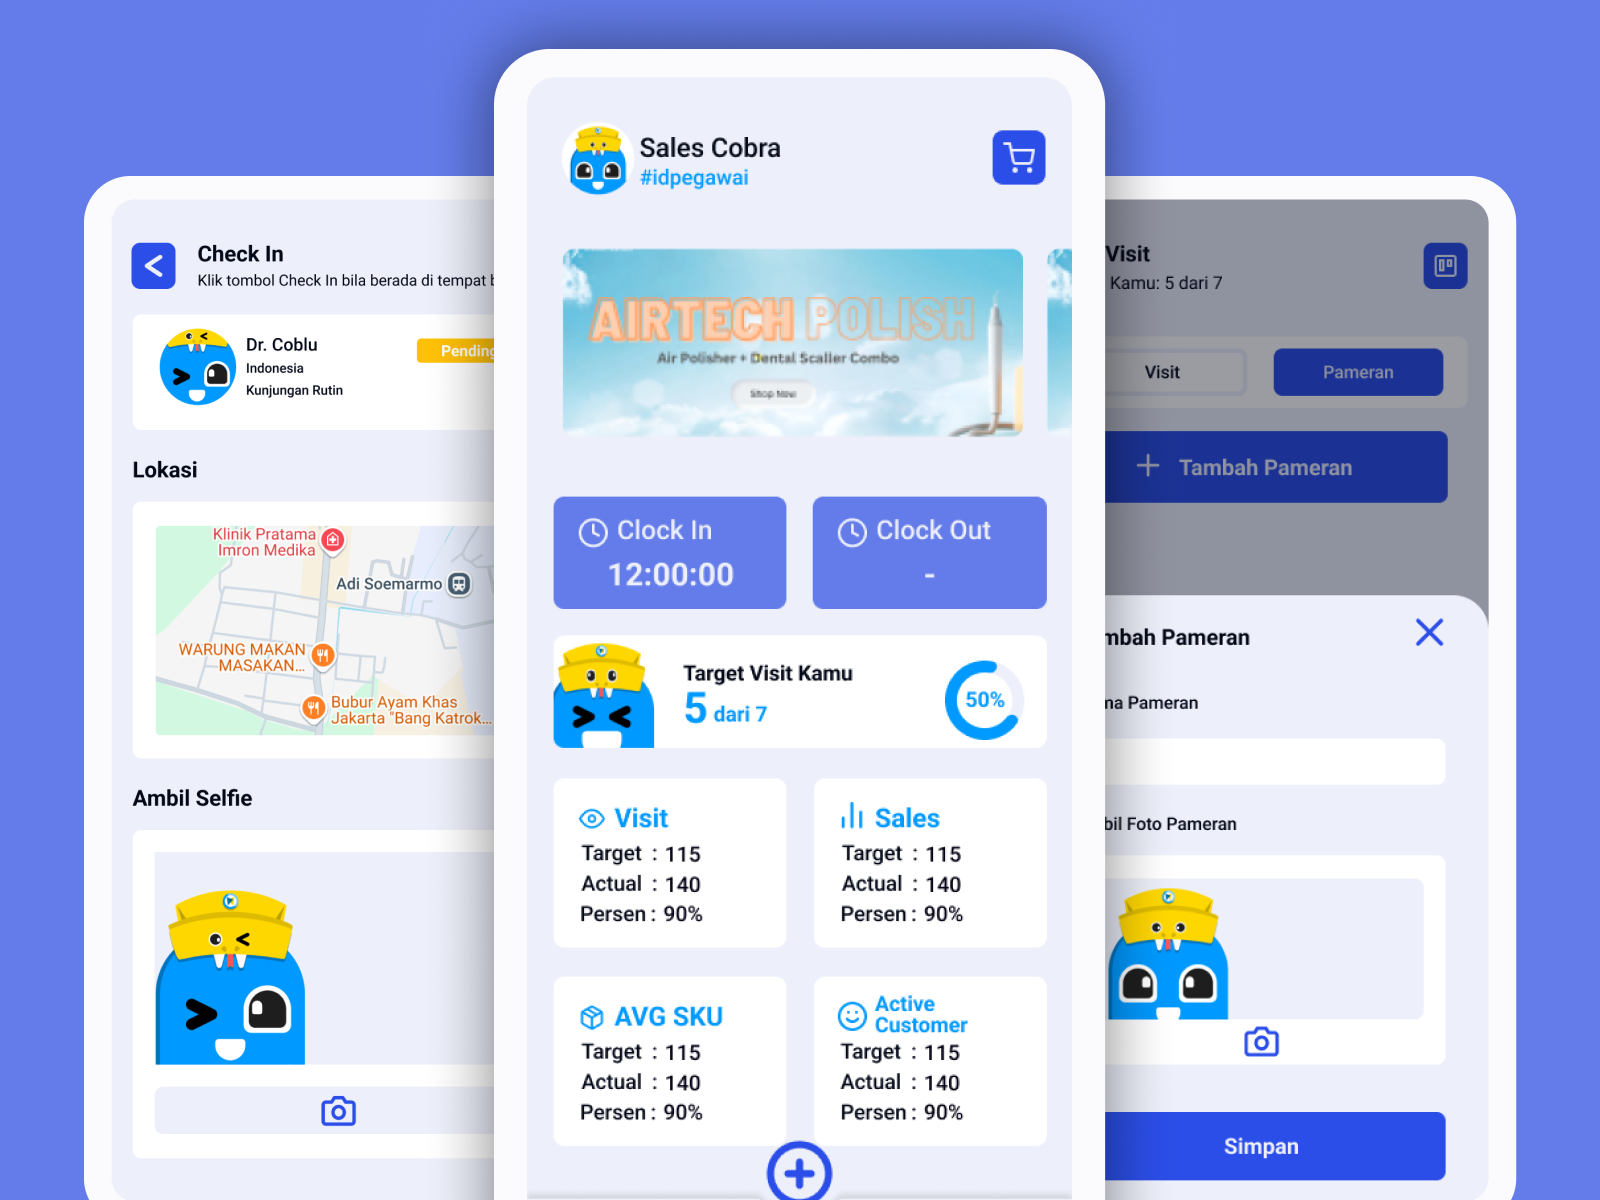 Check In
Klik tombol Check In bila berada di tempat
Dr. Coblu
Indonesia
Kunjungan Rutin
Pending
Lokasi
Klinik Pratama
Imron Medika
Adi Soemarmo
WARUNG MAKAN
MASAKAN...
Bubur Ayam Khas
Jakarta "Bang Katrok...
Ambil Selfie
Sales Cobra
#idpegawai
AIRTECH POLISH
Air Polisher + Dental Scaller Combo
Shop Now
Clock In
12:00:00
Clock Out
-
Target Visit Kamu
5 dari 7
50%
Visit
Target : 115
Actual : 140
Persen : 90%
Sales
Target : 115
Actual : 140
Persen : 90%
AVG SKU
Target : 115
Actual : 140
Persen : 90%
Active
Customer
Target : 115
Actual : 140
Persen : 90%
Visit
Kamu: 5 dari 7
Visit
Pameran
Tambah Pameran
mbah Pameran
ma Pameran
bil Foto Pameran
Simpan